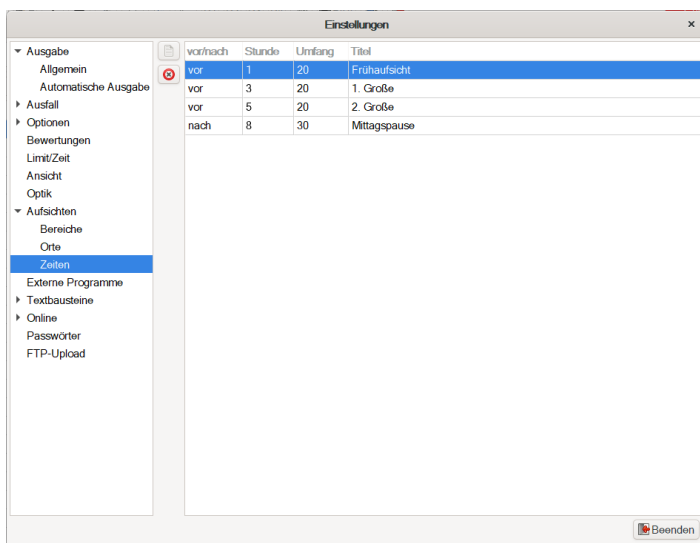 Einstellungen
Ausgabe
Allgemein
Automatische Ausgabe
Ausfall
Optionen
Bewertungen
Limit/Zeit
Ansicht
Optik
Aufsichten
Bereiche
Orte
Zeiten
Externe Programme
Textbausteine
Online
Passwörter
FTP-Upload
vor/nach Stunde Umfang Titel
vor 1 20 Frühaufsicht
vor 3 20 1. Große
vor 5 20 2. Große
nach 8 30 Mittagspause
Beenden